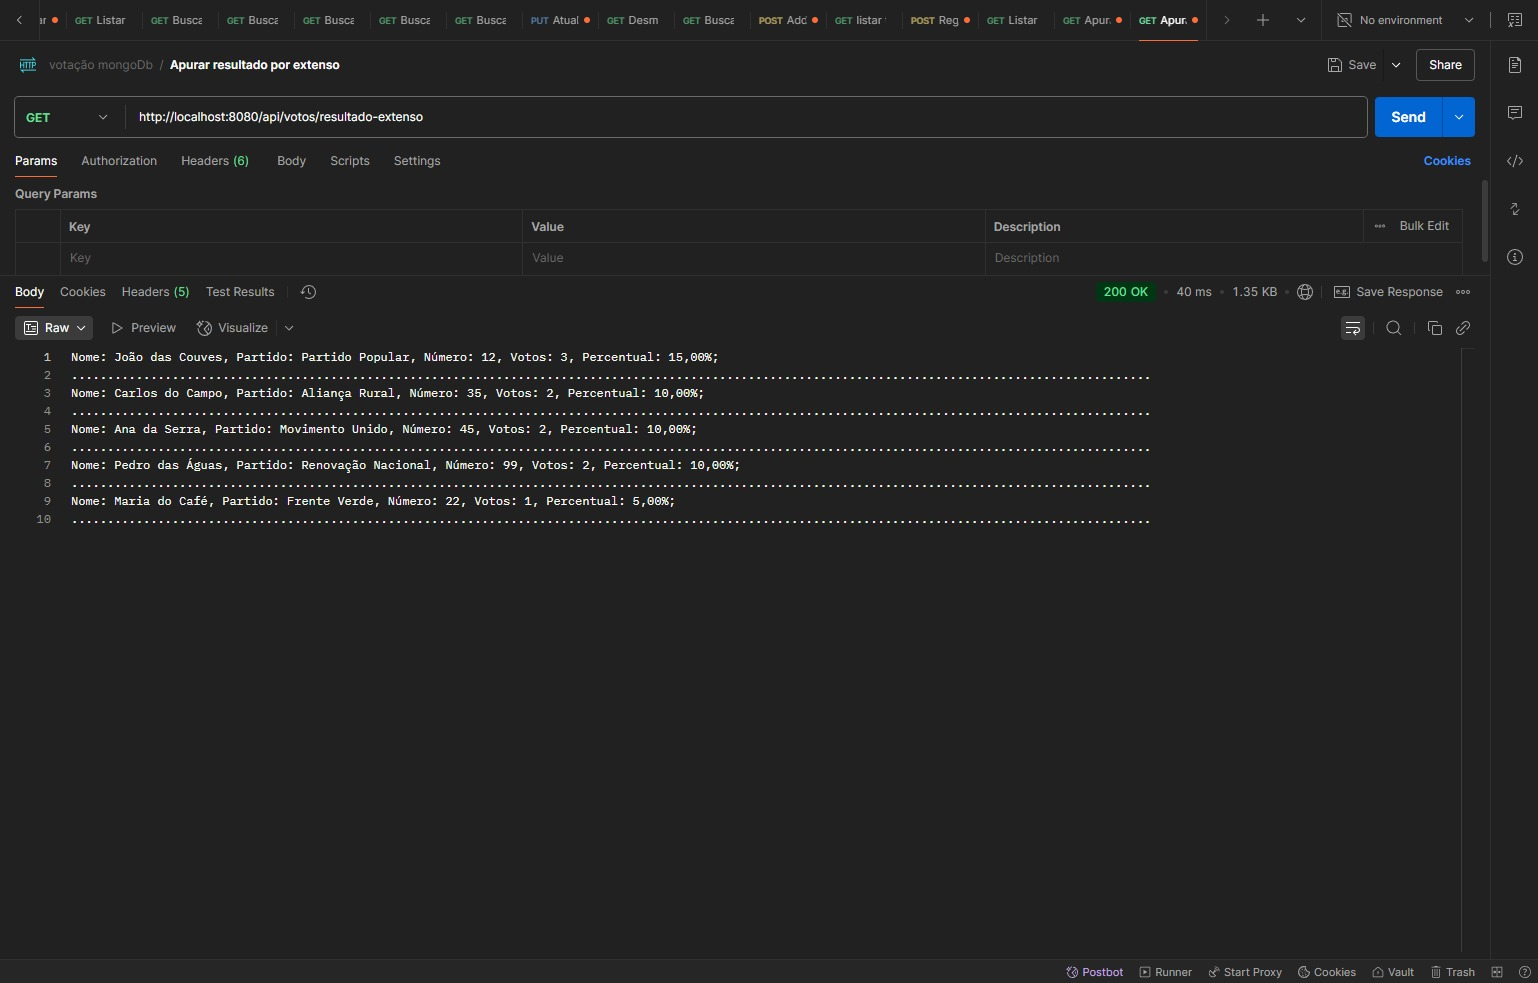 GET Listar GET Busca GET Busca GET Busca GET Busca GET Busca PUT Atual GET Desm GET Busca POST Adc GET listar POST Reg GET Listar GET Apur GET Apur No environment
HTTP votação mongoDb / Apurar resultado por extenso Save Share
GET http://localhost:8080/api/votos/resultado-extenso Send
Params Authorization Headers (6) Body Scripts Settings Cookies
Query Params
Key Value Description Bulk Edit
Key Value Description
Body Cookies Headers (5) Test Results 200 OK • 40 ms • 1.35 KB • e.g. Save Response
Raw Preview Visualize
1 Nome: João das Couves, Partido: Partido Popular, Número: 12, Votos: 3, Percentual: 15,00%;
2 ......................................................................................................................................................
3 Nome: Carlos do Campo, Partido: Aliança Rural, Número: 35, Votos: 2, Percentual: 10,00%;
4 ......................................................................................................................................................
5 Nome: Ana da Serra, Partido: Movimento Unido, Número: 45, Votos: 2, Percentual: 10,00%;
6 ......................................................................................................................................................
7 Nome: Pedro das Águas, Partido: Renovação Nacional, Número: 99, Votos: 2, Percentual: 10,00%;
8 ......................................................................................................................................................
9 Nome: Maria do Café, Partido: Frente Verde, Número: 22, Votos: 1, Percentual: 5,00%;
10 ......................................................................................................................................................
Postbot Runner Start Proxy Cookies Vault Trash